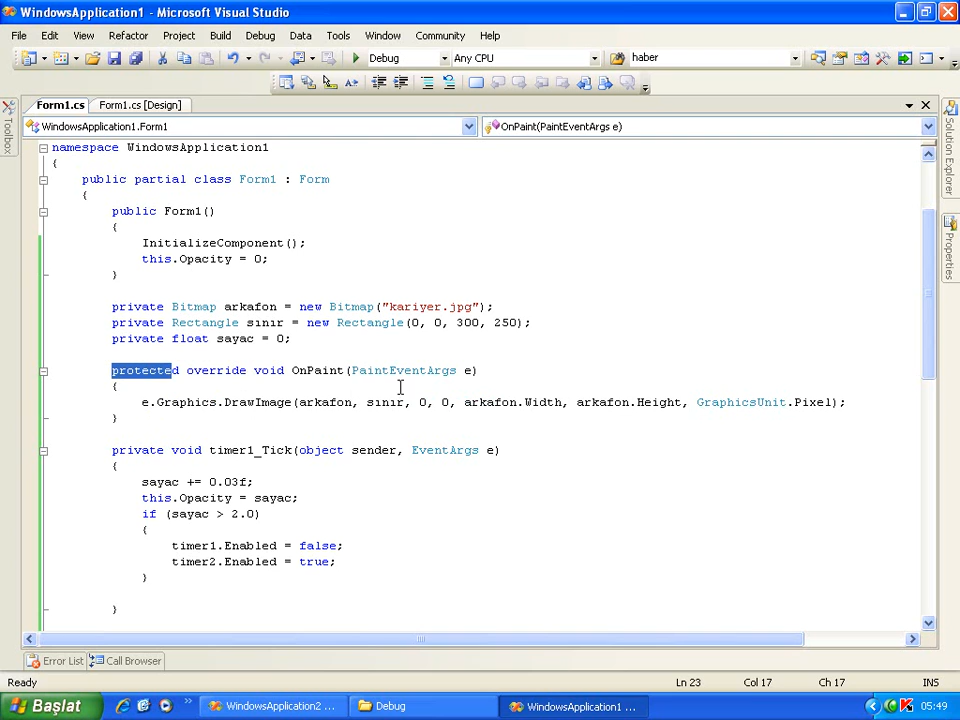 WindowsApplication1 - Microsoft Visual Studio
File Edit View Refactor Project Build Debug Data Tools Window Community Help
Debug Any CPU haber
Form1.cs Form1.cs [Design]
Toolbox
WindowsApplication1.Form1 OnPaint(PaintEventArgs e)
Solution Explorer
Properties
namespace WindowsApplication1
{
public partial class Form1 : Form
{
public Form1()
{
InitializeComponent();
this.Opacity = 0;
}
private Bitmap arkafon = new Bitmap("kariyer.jpg");
private Rectangle sınır = new Rectangle(0, 0, 300, 250);
private float sayac = 0;
protected override void OnPaint(PaintEventArgs e)
{
e.Graphics.DrawImage(arkafon, sınır, 0, 0, arkafon.Width, arkafon.Height, GraphicsUnit.Pixel);
}
private void timer1_Tick(object sender, EventArgs e)
{
sayac += 0.03f;
this.Opacity = sayac;
if (sayac > 2.0)
{
timer1.Enabled = false;
timer2.Enabled = true;
}
}
Error List Call Browser
Ready Ln 23 Col 17 Ch 17 INS
Başlat WindowsApplication2 ... Debug WindowsApplication1 ... 05:49